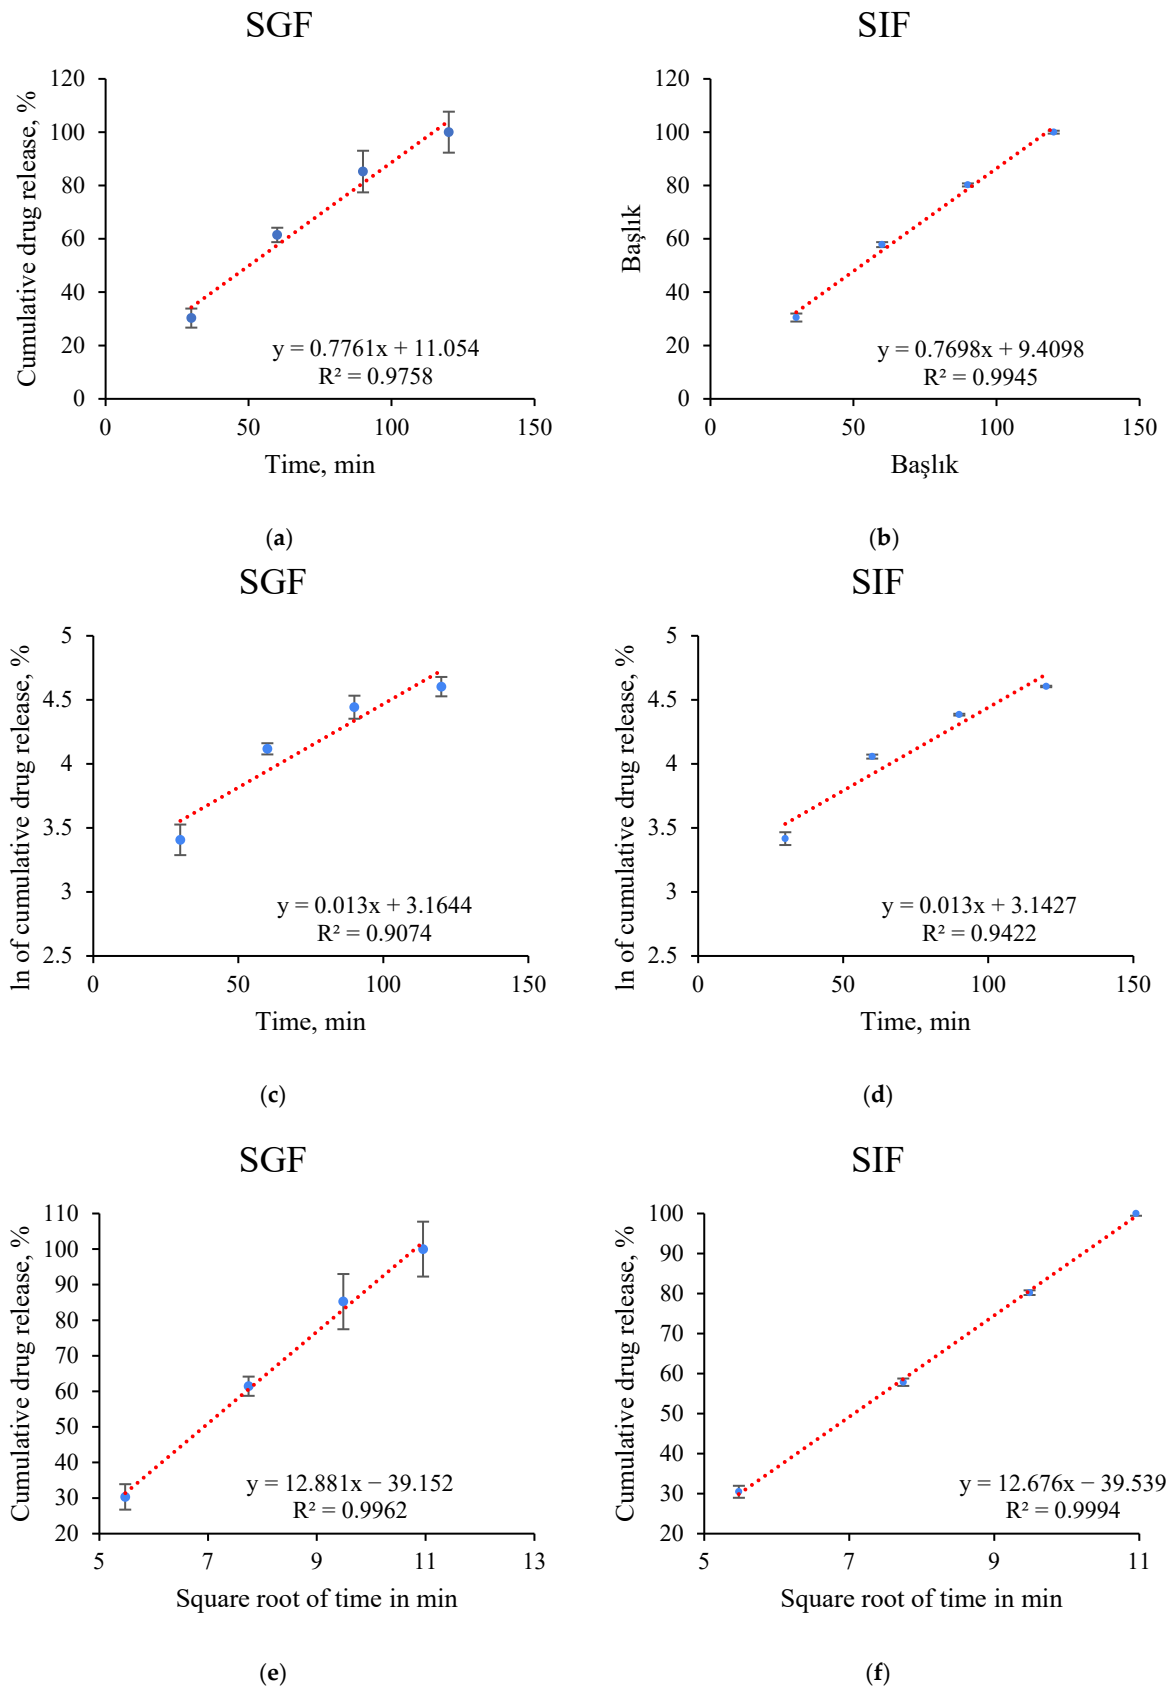 SGF
SIF
Cumulative drug release, %
120
100
80
60
40
20
0
y = 0.7761x + 11.054
R² = 0.9758
0
50
100
150
Time, min
(a)
Başlık
120
100
80
60
40
20
0
y = 0.7698x + 9.4098
R² = 0.9945
0
50
100
150
Başlık
(b)
SGF
SIF
ln of cumulative drug release, %
5
4.5
4
3.5
3
2.5
y = 0.013x + 3.1644
R² = 0.9074
0
50
100
150
Time, min
(c)
ln of cumulative drug release, %
5
4.5
4
3.5
3
2.5
y = 0.013x + 3.1427
R² = 0.9422
0
50
100
150
Time, min
(d)
SGF
SIF
Cumulative drug release, %
110
100
90
80
70
60
50
40
30
20
y = 12.881x − 39.152
R² = 0.9962
5
7
9
11
13
Square root of time in min
(e)
Cumulative drug release, %
100
90
80
70
60
50
40
30
20
y = 12.676x − 39.539
R² = 0.9994
5
7
9
11
Square root of time in min
(f)